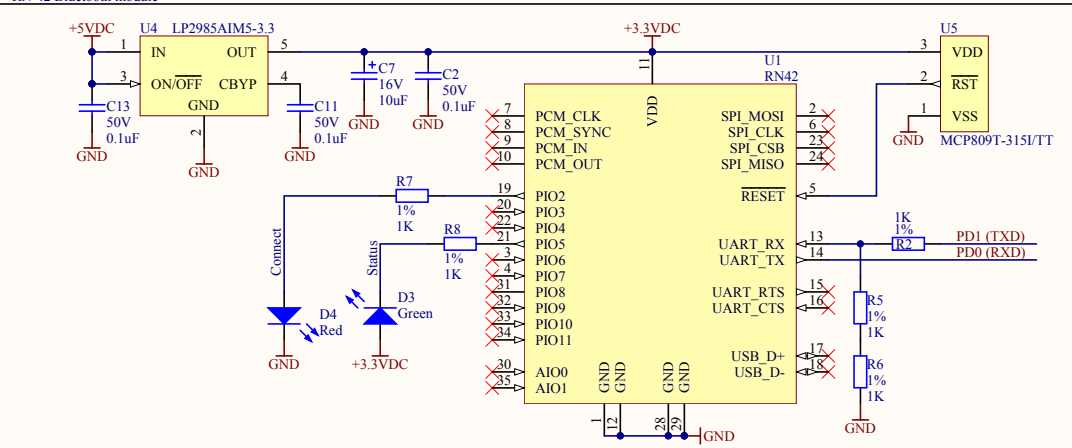 +5VDC
U4 LP2985AIM5-3.3
1 IN OUT 5
3 ON/OFF CBYP 4
GND
2
GND
C13
50V
0.1uF
GND
C11
50V
0.1uF
GND
C7
16V
10uF
GND
C2
50V
0.1uF
GND
+3.3VDC
11
VDD
U1
RN42
7 PCM_CLK
8 PCM_SYNC
9 PCM_IN
10 PCM_OUT
19 PIO2
20 PIO3
22 PIO4
21 PIO5
3 PIO6
4 PIO7
31 PIO8
32 PIO9
33 PIO10
34 PIO11
30 AIO0
35 AIO1
SPI_MOSI 2
SPI_CLK 6
SPI_CSB 23
SPI_MISO 24
RESET 5
UART_RX 13
UART_TX 14
UART_RTS 15
UART_CTS 16
USB_D+ 17
USB_D- 18
GND GND GND GND
1 12 28 29
GND
U5
3 VDD
2 RST
1 VSS
GND
MCP809T-315I/TT
R7
1%
1K
R8
1%
1K
Connect
Status
D4
Red
GND
D3
Green
+3.3VDC
1K
1%
R2
PD1 (TXD)
PD0 (RXD)
R5
1%
1K
R6
1%
1K
GND